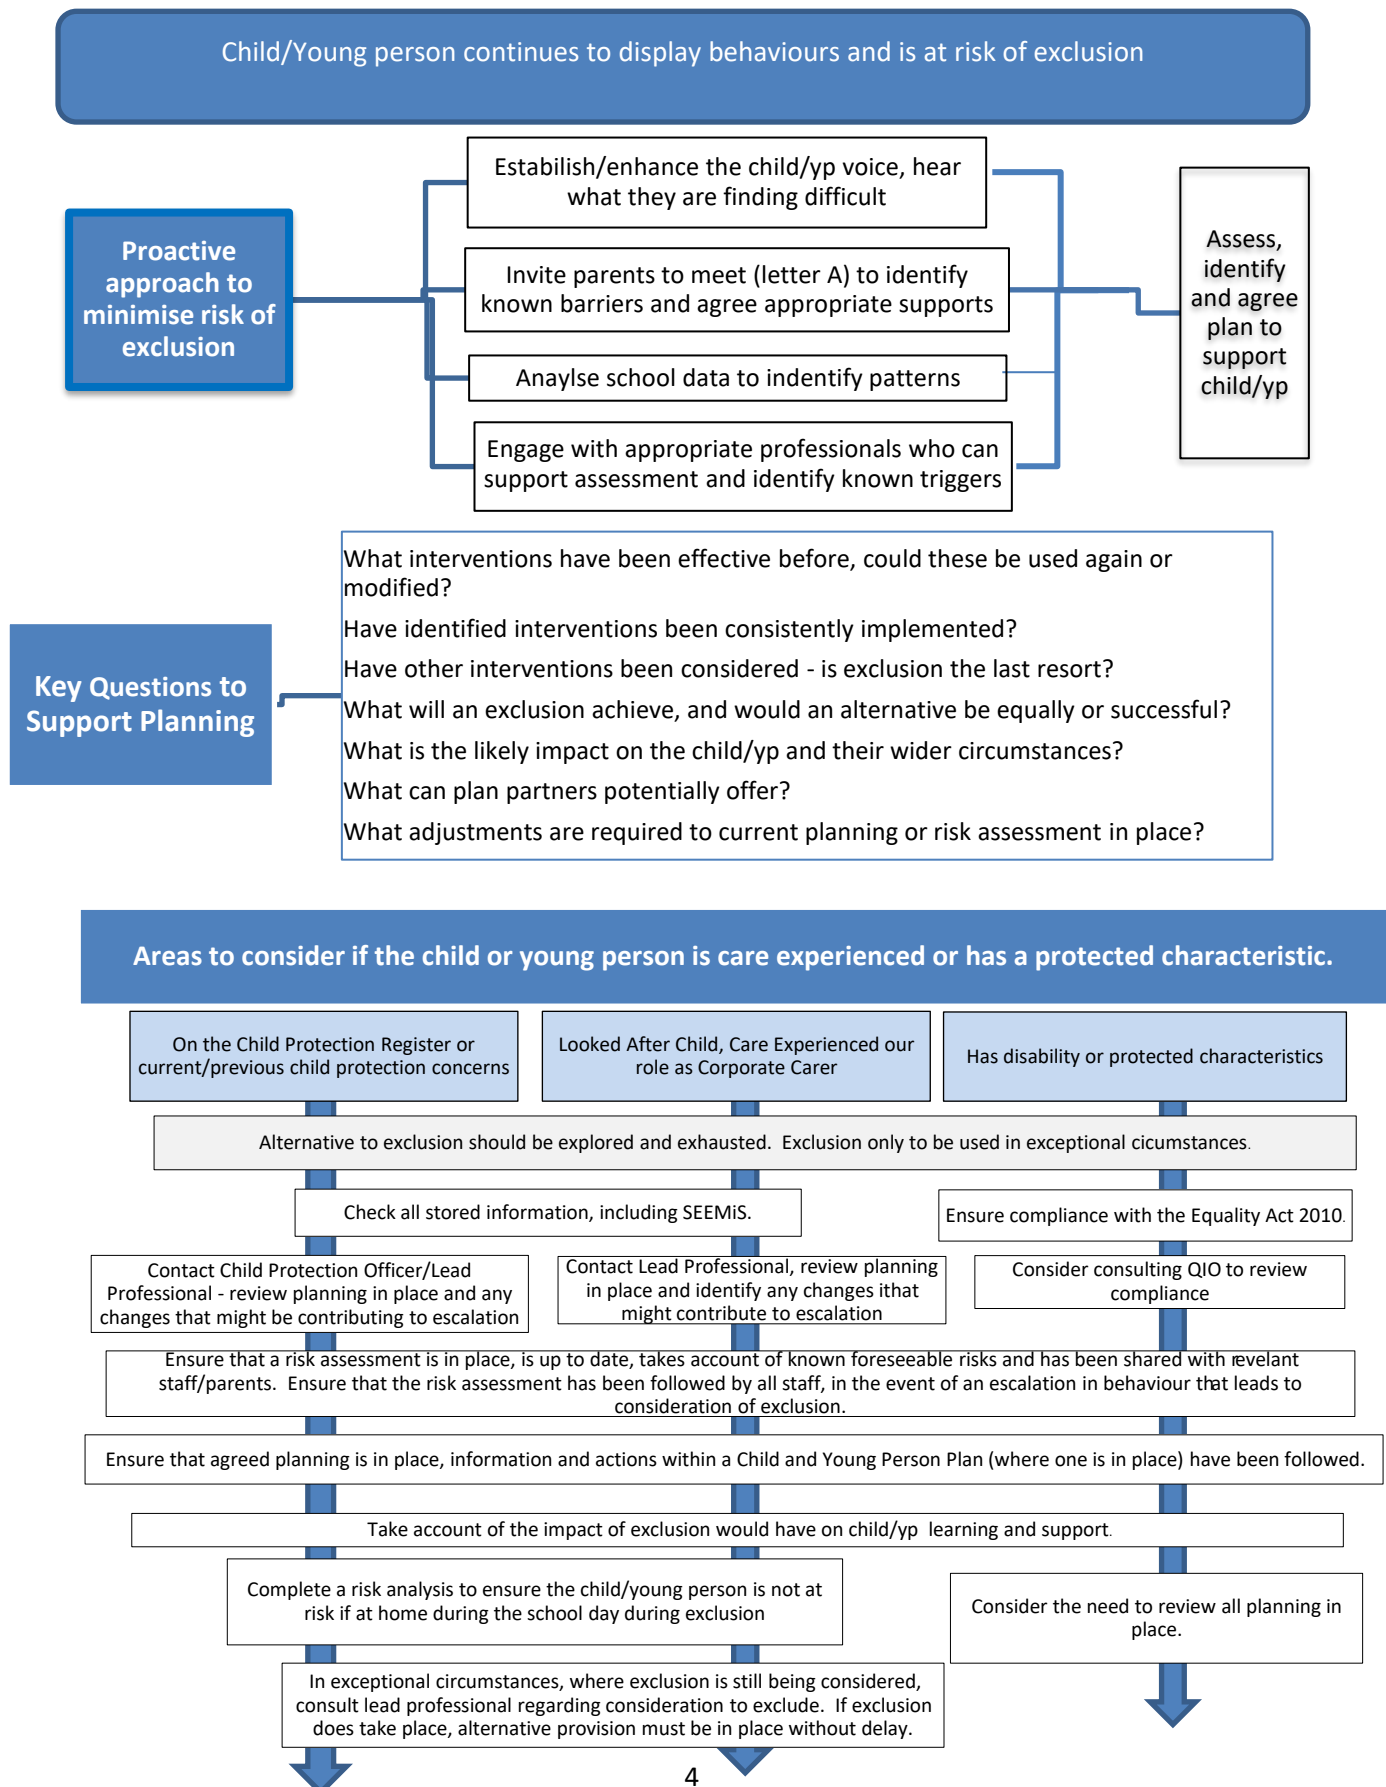 Child/Young person continues to display behaviours and is at risk of exclusion
Proactive
approach to
minimise risk of
exclusion
Estabilish/enhance the child/yp voice, hear
what they are finding difficult
Invite parents to meet (letter A) to identify
known barriers and agree appropriate supports
Anaylse school data to indentify patterns
Engage with appropriate professionals who can
support assessment and identify known triggers
Assess,
identify
and agree
plan to
support
child/yp
Key Questions to
Support Planning
What interventions have been effective before, could these be used again or
modified?
Have identified interventions been consistently implemented?
Have other interventions been considered - is exclusion the last resort?
What will an exclusion achieve, and would an alternative be equally or successful?
What is the likely impact on the child/yp and their wider circumstances?
What can plan partners potentially offer?
What adjustments are required to current planning or risk assessment in place?
Areas to consider if the child or young person is care experienced or has a protected characteristic.
On the Child Protection Register or
current/previous child protection concerns
Looked After Child, Care Experienced our
role as Corporate Carer
Has disability or protected characteristics
Alternative to exclusion should be explored and exhausted.  Exclusion only to be used in exceptional cicumstances.
Check all stored information, including SEEMiS.
Ensure compliance with the Equality Act 2010.
Contact Child Protection Officer/Lead
Professional - review planning in place and any
changes that might be contributing to escalation
Contact Lead Professional, review planning
in place and identify any changes ithat
might contribute to escalation
Consider consulting QIO to review
compliance
Ensure that a risk assessment is in place, is up to date, takes account of known foreseeable risks and has been shared with revelant
staff/parents.  Ensure that the risk assessment has been followed by all staff, in the event of an escalation in behaviour that leads to
consideration of exclusion.
Ensure that agreed planning is in place, information and actions within a Child and Young Person Plan (where one is in place) have been followed.
Take account of the impact of exclusion would have on child/yp  learning and support.
Complete a risk analysis to ensure the child/young person is not at
risk if at home during the school day during exclusion
Consider the need to review all planning in
place.
In exceptional circumstances, where exclusion is still being considered,
consult lead professional regarding consideration to exclude.  If exclusion
does take place, alternative provision must be in place without delay.
4